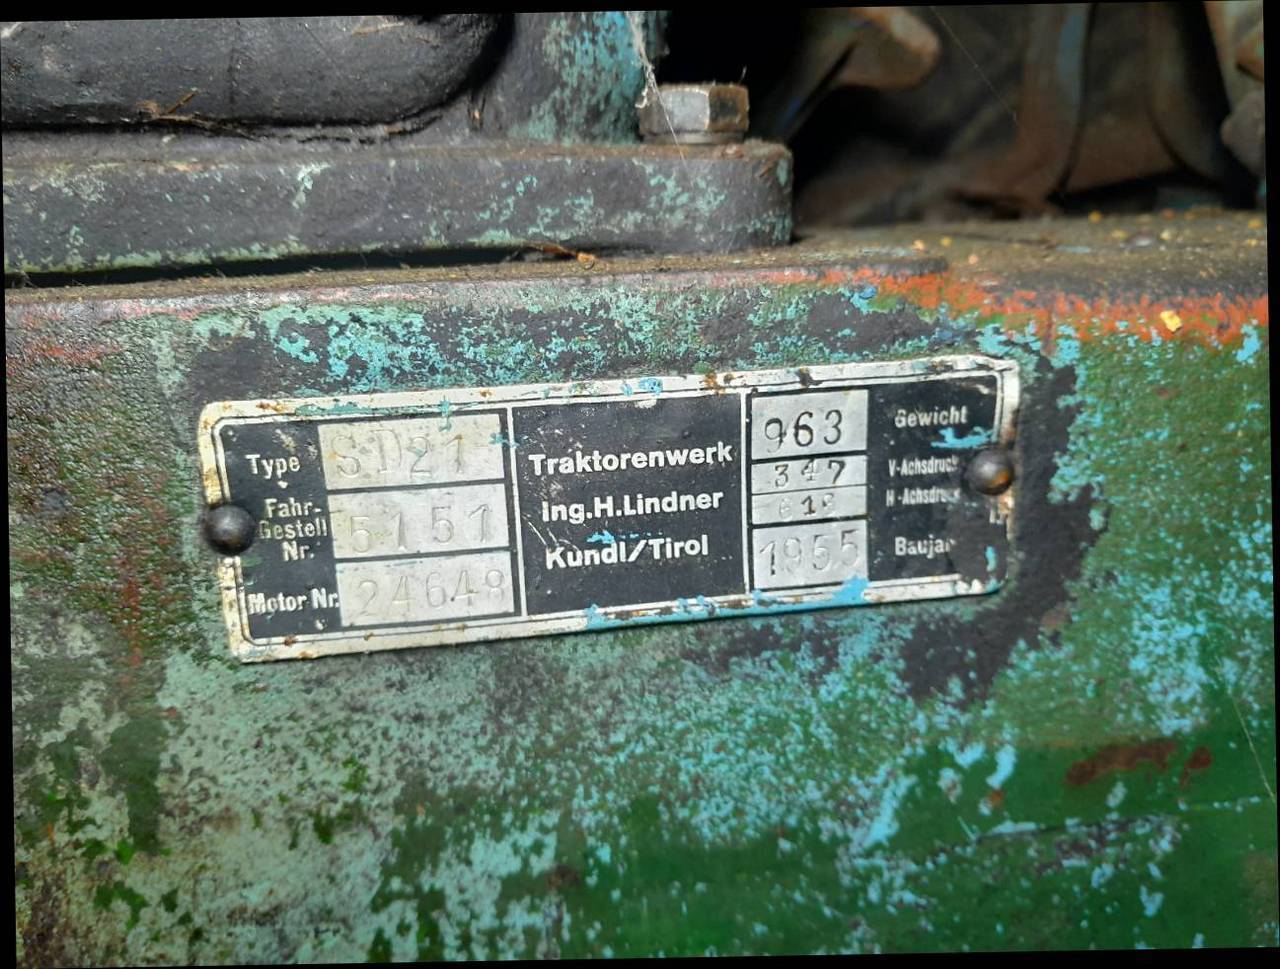 Type SD21
Fahr-
Gestell
Nr. 5151
Motor Nr. 24648
Traktorenwerk
Ing.H.Lindner
Kundl/Tirol
963 Gewicht
347 V-Achsdruck
H-Achsdruck
1955